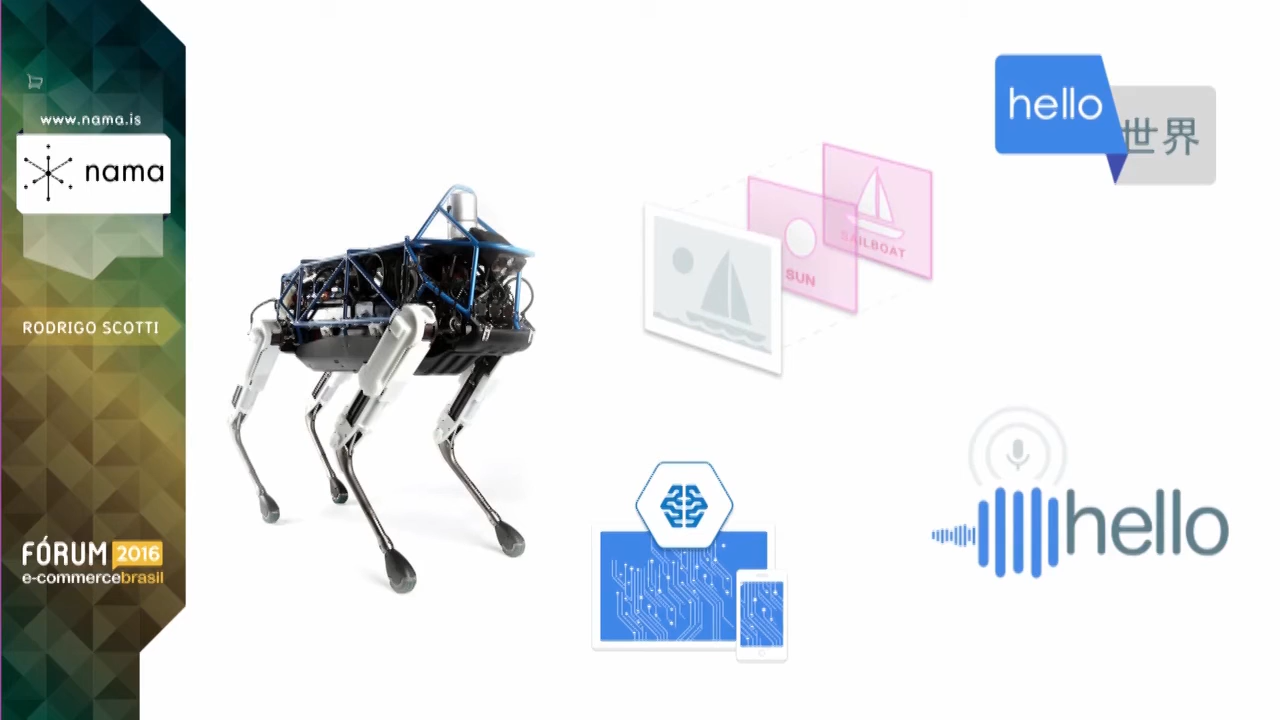 www.nama.is
nama
RODRIGO SCOTTI
FÓRUM 2016
e-commercebrasil
SAILBOAT
SUN
hello
世界
hello